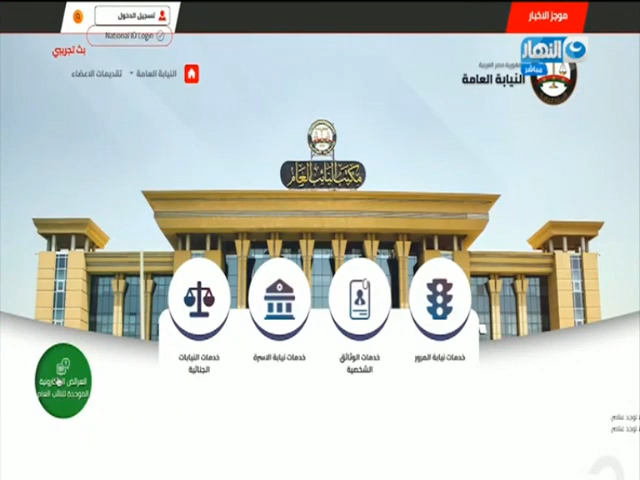 موجز الاخبار
تسجيل الدخول
National ID Login
بث تجريبي
النهار
مباشر
جمهورية مصر العربية
النيابة العامة
النيابة العامة
تقديمات الاعضاء
مكتب النائب العام
خدمات نيابة المرور
خدمات الوثائق
الشخصية
خدمات نيابة الاسرة
خدمات النيابات
الجنائية
العرائض الإلكترونية
الموحدة للنائب العام